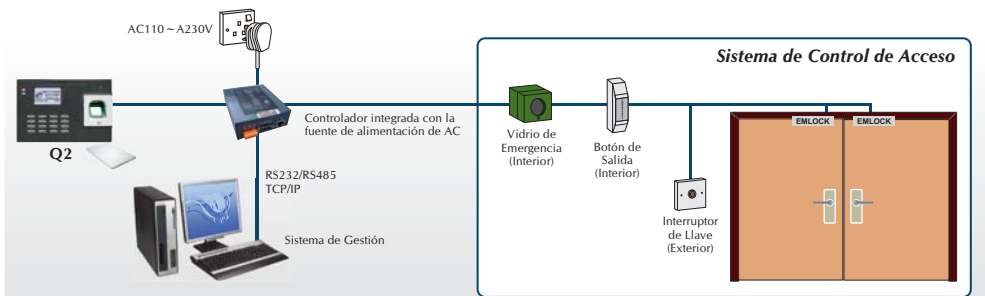 AC110 ~ A230V
Sistema de Control de Acceso
Controlador integrada con la
fuente de alimentación de AC
Q2
Vidrio de
Emergencia
(Interior)
Botón de
Salida
(Interior)
EMLOCK
EMLOCK
RS232/RS485
TCP/IP
Interruptor
de Llave
(Exterior)
Sistema de Gestión